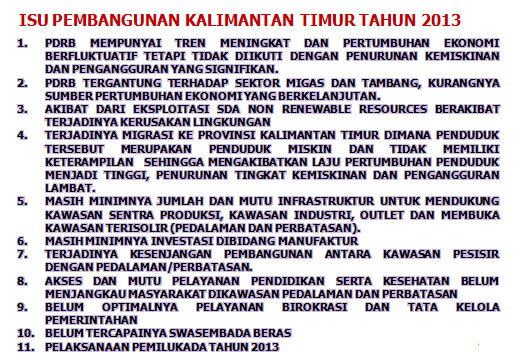 ISU PEMBANGUNAN KALIMANTAN TIMUR TAHUN 2013
1. PDRB MEMPUNYAI TREN MENINGKAT DAN PERTUMBUHAN EKONOMI
BERFLUKTUATIF TETAPI TIDAK DIIKUTI DENGAN PENURUNAN KEMISKINAN
DAN PENGANGGURAN YANG SIGNIFIKAN.
2. PDRB TERGANTUNG TERHADAP SEKTOR MIGAS DAN TAMBANG, KURANGNYA
SUMBER PERTUMBUHAN EKONOMI YANG BERKELANJUTAN.
3. AKIBAT DARI EKSPLOITASI SDA NON RENEWABLE RESOURCES BERAKIBAT
TERJADINYA KERUSAKAN LINGKUNGAN
4. TERJADINYA MIGRASI KE PROVINSI KALIMANTAN TIMUR DIMANA PENDUDUK
TERSEBUT MERUPAKAN PENDUDUK MISKIN DAN TIDAK MEMILIKI
KETERAMPILAN SEHINGGA MENGAKIBATKAN LAJU PERTUMBUHAN PENDUDUK
MENJADI TINGGI, PENURUNAN TINGKAT KEMISKINAN DAN PENGANGGURAN
LAMBAT.
5. MASIH MINIMNYA JUMLAH DAN MUTU INFRASTRUKTUR UNTUK MENDUKUNG
KAWASAN SENTRA PRODUKSI, KAWASAN INDUSTRI, OUTLET DAN MEMBUKA
KAWASAN TERISOLIR (PEDALAMAN DAN PERBATASAN).
6. MASIH MINIMNYA INVESTASI DIBIDANG MANUFAKTUR
7. TERJADINYA KESENJANGAN PEMBANGUNAN ANTARA KAWASAN PESISIR
DENGAN PEDALAMAN/PERBATASAN.
8. AKSES DAN MUTU PELAYANAN PENDIDIKAN SERTA KESEHATAN BELUM
MENJANGKAU MASYARAKAT DIKAWASAN PEDALAMAN DAN PERBATASAN
9. BELUM OPTIMALNYA PELAYANAN BIROKRASI DAN TATA KELOLA
PEMERINTAHAN
10. BELUM TERCAPAINYA SWASEMBADA BERAS
11. PELAKSANAAN PEMILUKADA TAHUN 2013